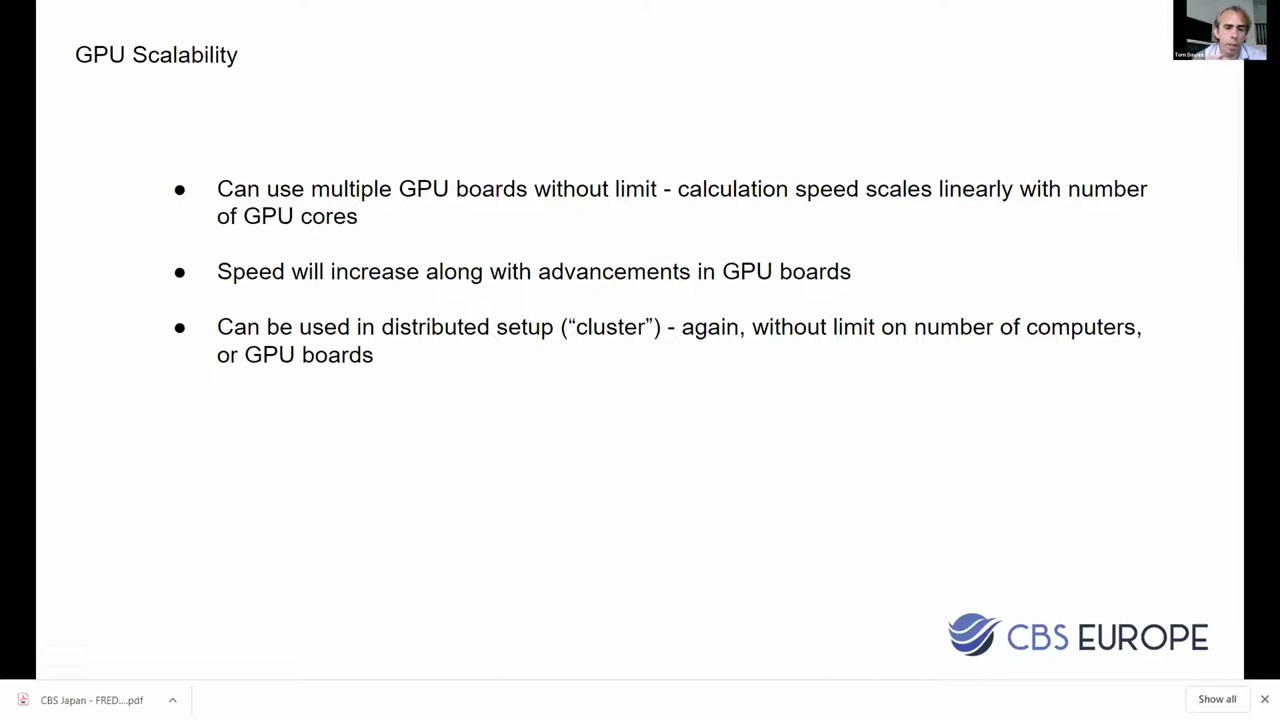 GPU Scalability
Tom Davies
● Can use multiple GPU boards without limit - calculation speed scales linearly with number
of GPU cores
● Speed will increase along with advancements in GPU boards
● Can be used in distributed setup (“cluster”) - again, without limit on number of computers,
or GPU boards
CBS EUROPE
CBS Japan - FRED....pdf
Show all